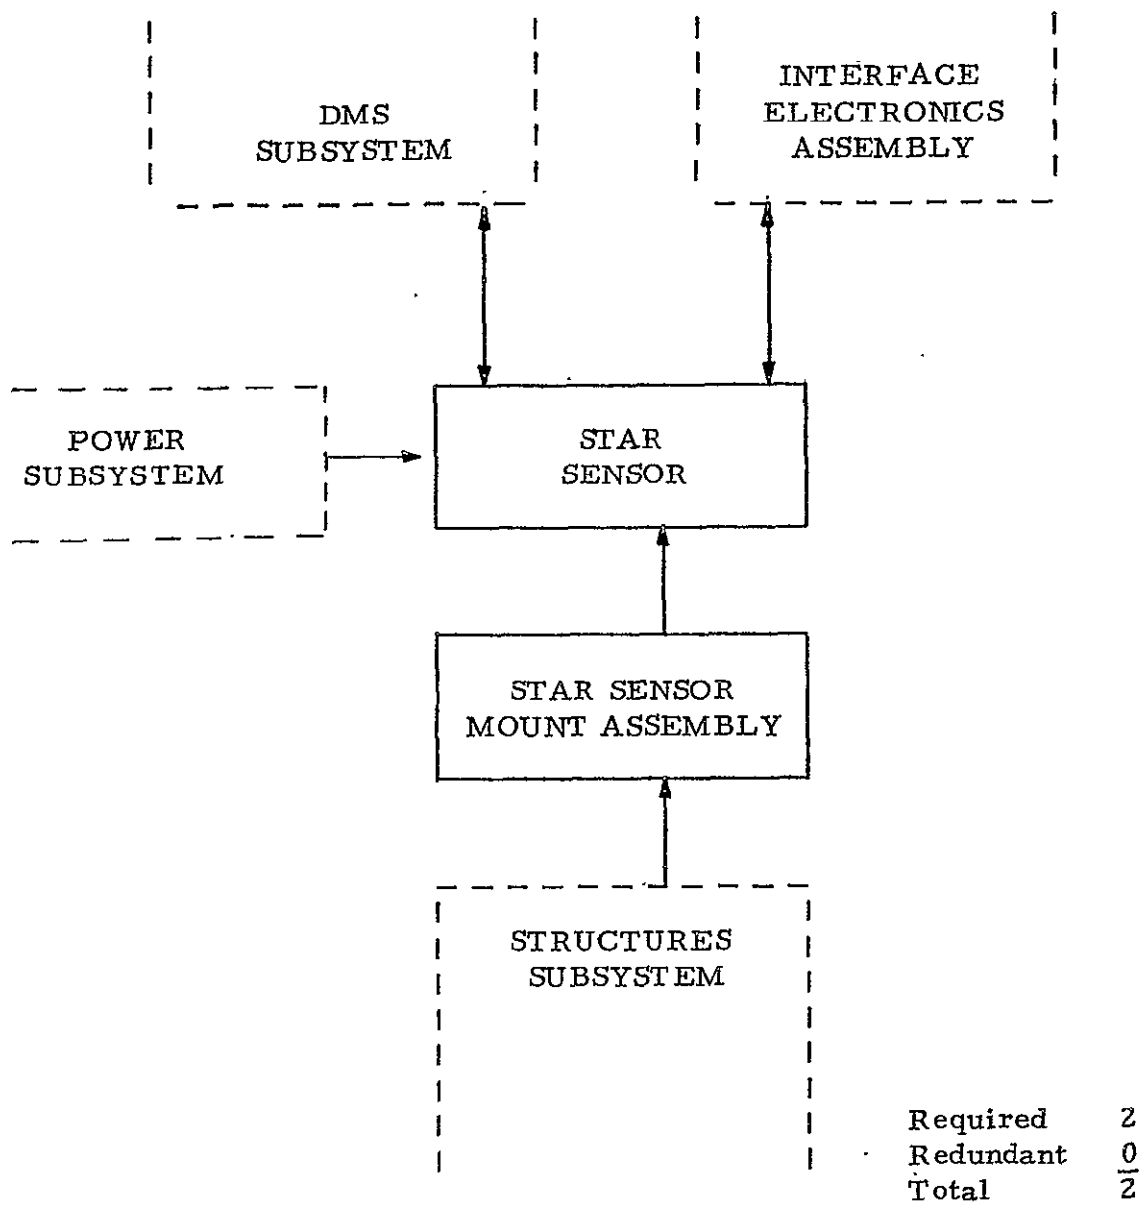 DMS
SUBSYSTEM
INTERFACE
ELECTRONICS
ASSEMBLY
POWER
SUBSYSTEM
STAR
SENSOR
STAR SENSOR
MOUNT ASSEMBLY
STRUCTURES
SUBSYSTEM
Required 2
Redundant 0
Total 2